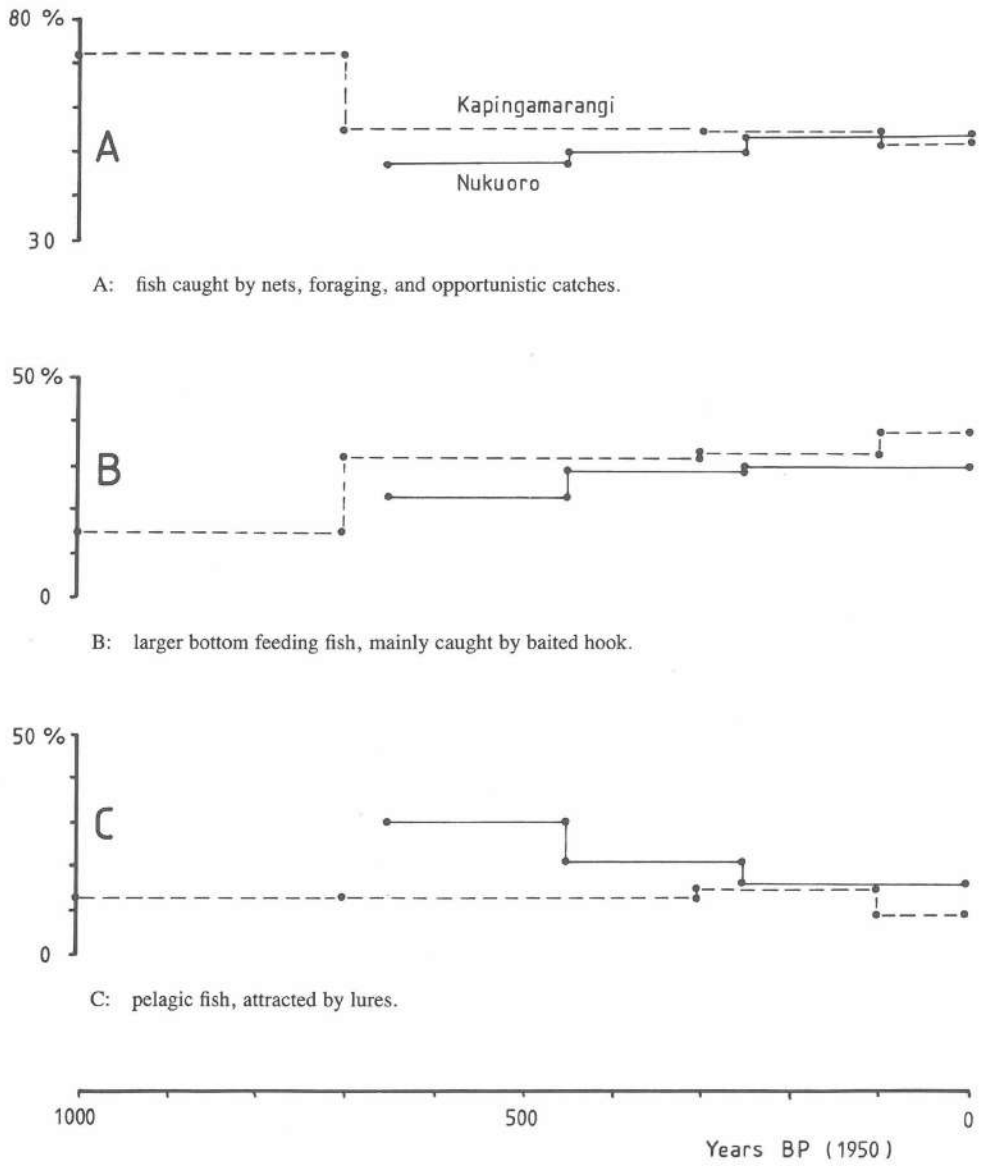 80 %
Kapingamarangi
A
Nukuoro
30
A: fish caught by nets, foraging, and opportunistic catches.
50 %
B
0
B: larger bottom feeding fish, mainly caught by baited hook.
50 %
C
0
C: pelagic fish, attracted by lures.
1000 500 0
Years BP (1950)